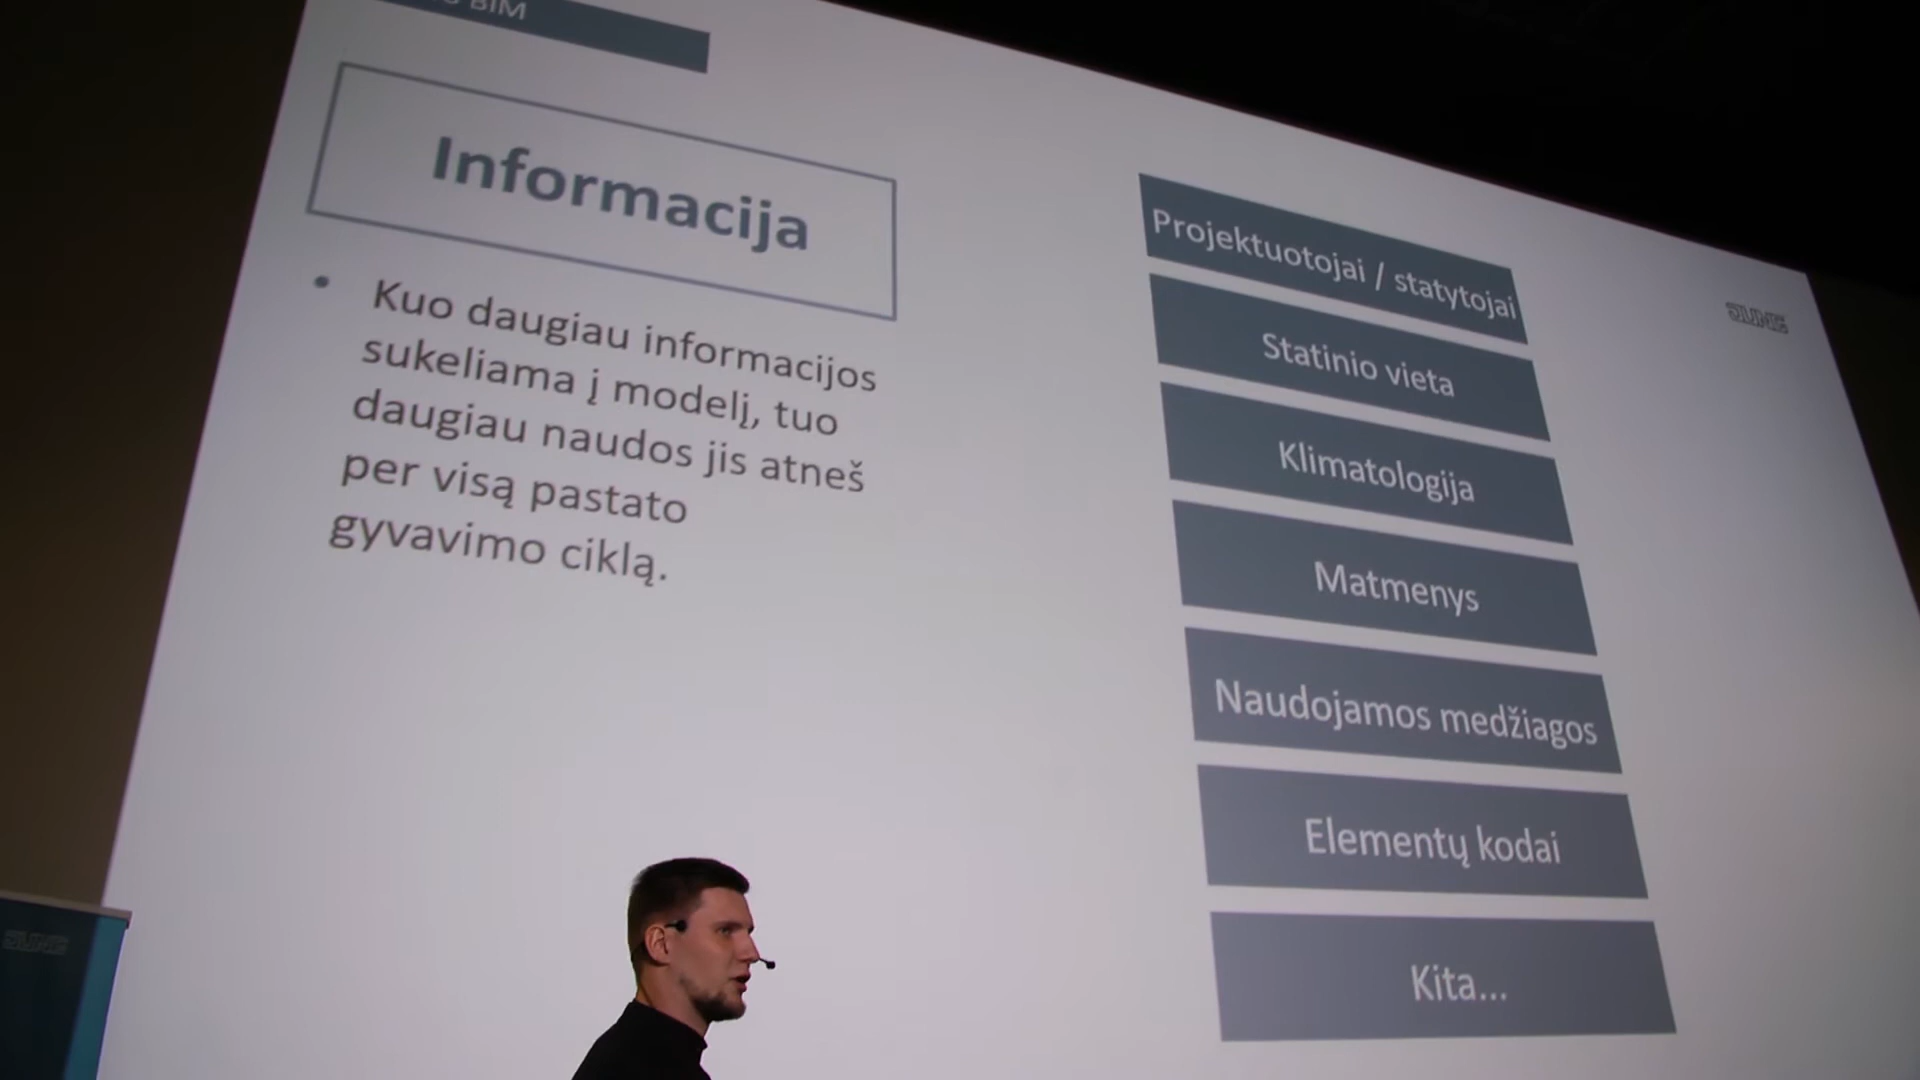 BIM
Informacija
• Kuo daugiau informacijos
sukeliama į modelį, tuo
daugiau naudos jis atneš
per visą pastato
gyvavimo ciklą.
Projektuotojai / statytojai
Statinio vieta
Klimatologija
Matmenys
Naudojamos medžiagos
Elementų kodai
Kita...